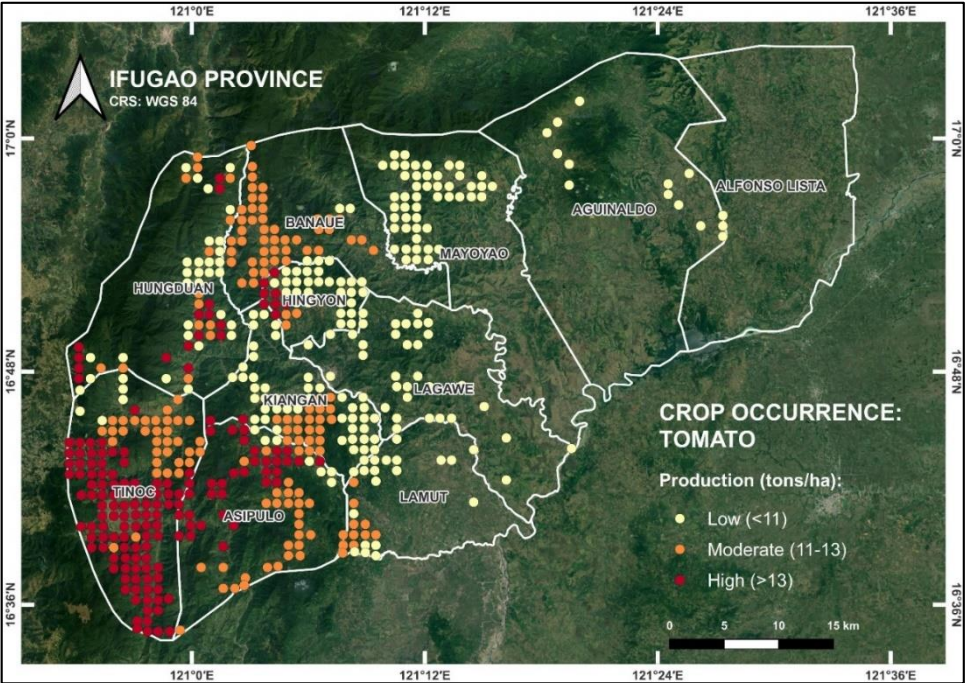 121°0'E 121°12'E 121°24'E 121°36'E
IFUGAO PROVINCE
CRS: WGS 84
17°0'N 17°0'N
BANAUE
AGUINALDO
ALFONSO LISTA
MAYOYAO
HUNGDUAN
HINGYON
16°48'N 16°48'N
LAGAWE
KIANGAN
CROP OCCURRENCE:
TOMATO
Production (tons/ha):
Low (<11)
Moderate (11-13)
High (>13)
TINOC
LAMUT
ASIPULO
16°36'N 16°36'N
0 5 10 15 km
121°0'E 121°12'E 121°24'E 121°36'E